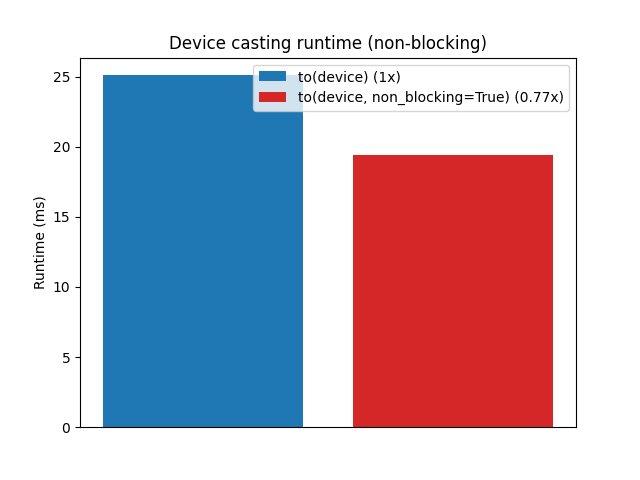 Device casting runtime (non-blocking)
to(device) (1x)
to(device, non_blocking=True) (0.77x)
Runtime (ms)
25
20
15
10
5
0